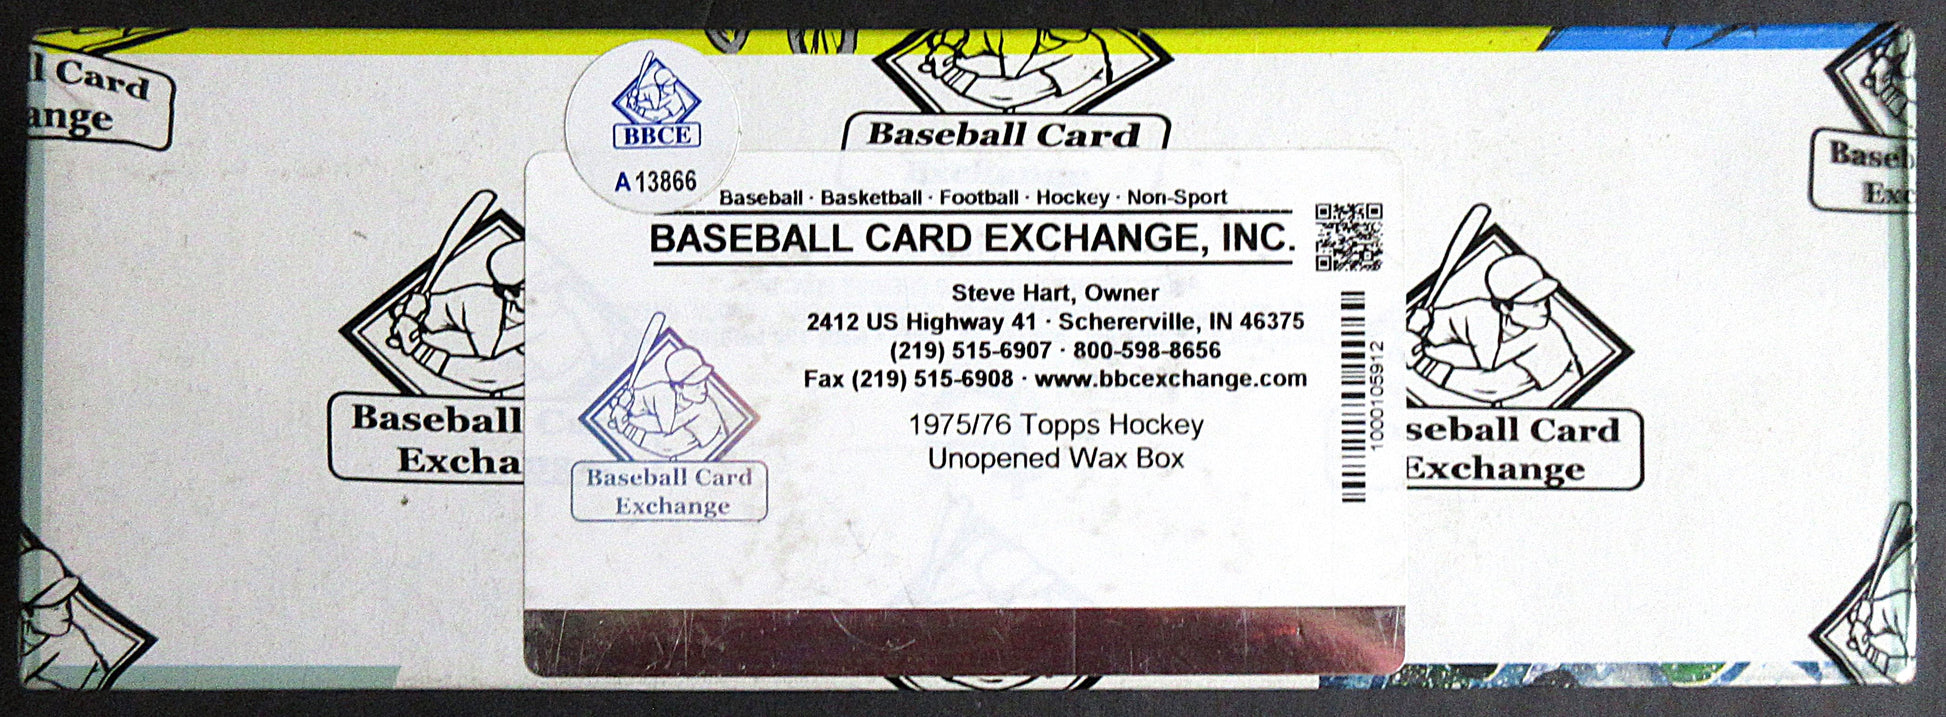 l Card
ange
BBCE
A13866
Baseball Card
Baseb
Exc
Baseball · Basketball · Football · Hockey · Non-Sport
BASEBALL CARD EXCHANGE, INC.
Steve Hart, Owner
2412 US Highway 41 · Schererville, IN 46375
(219) 515-6907 · 800-598-8656
Fax (219) 515-6908 · www.bbcexchange.com
1975/76 Topps Hockey
Unopened Wax Box
1000105912
Baseball Card
Exchange
Baseball
Excha
seball Card
Exchange